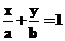 x/a + y/b = 1